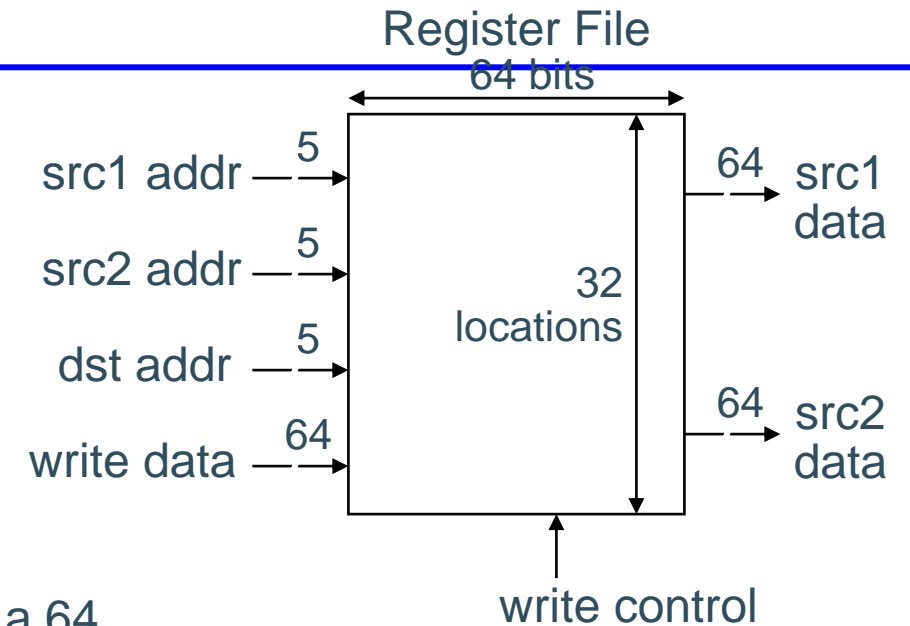 Register File
64 bits
src1 addr
5
64
src1
data
src2 addr
5
32
locations
dst addr
5
write data
64
64
src2
data
write control
a 64